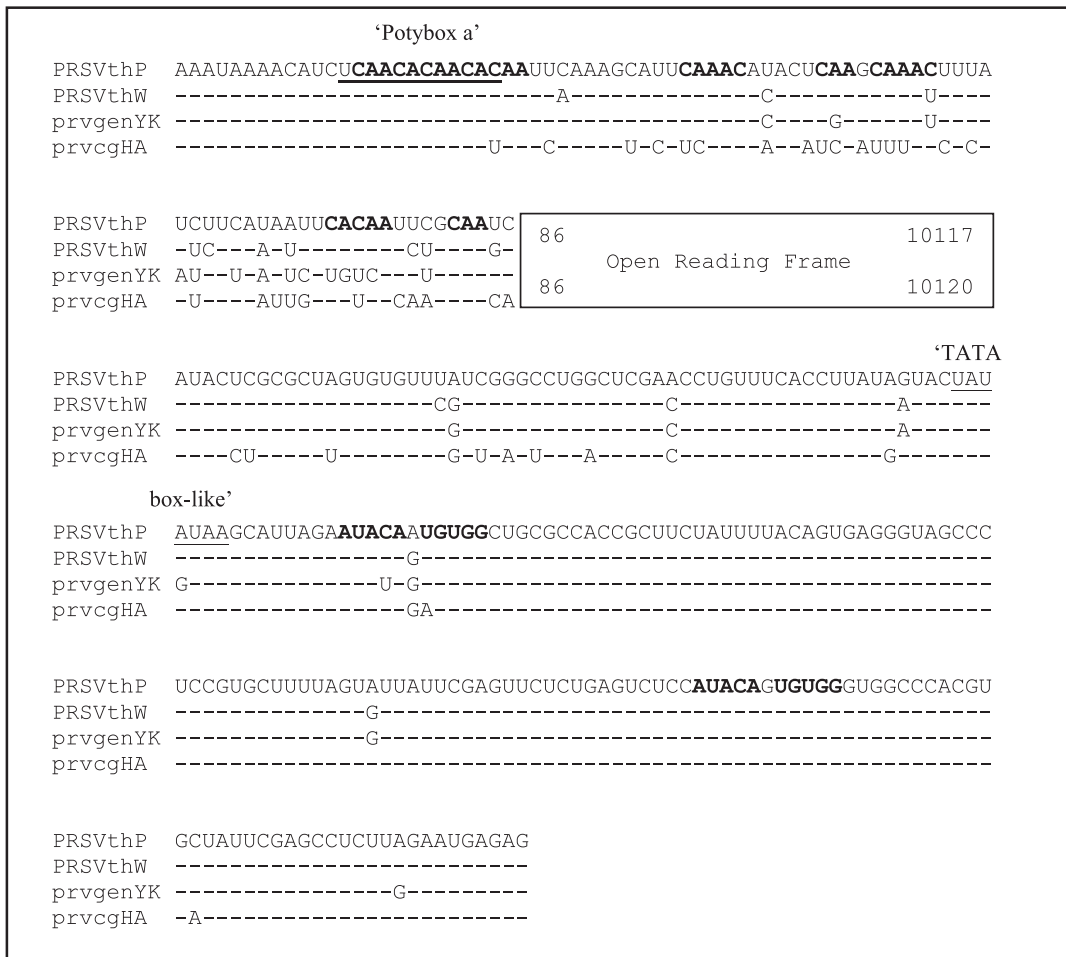 ‘Potybox a’
PRSVthP AAAUAAAACAUCUCAACACAACACAAUUCAAAGCAUUCAAACAUACUCAAGCAAACUUUA
PRSVthW ----------------------------A--------------C-----------U----
prvgenYK -------------------------------------------C----G------U----
prvcgHA -----------------------U---C-----U-C-UC----A--AUC-AUUU--C-C-
PRSVthP UCUUCAUAAUUCACAAUUCGCAAUC
PRSVthW -UC---A-U--------CU----G-
prvgenYK AU--U-A-UC-UGUC---U------
prvcgHA -U----AUUG---U--CAA----CA
86 10117
Open Reading Frame
86 10120
‘TATA
PRSVthP AUACUCGCGCUAGUGUGUUUAUCGGGCCUGGCUCGAACCUGUUUCACCUUAUAGUACUAU
PRSVthW -------------------CG---------------C----------------A------
prvgenYK --------------------G---------------C----------------A------
prvcgHA ----CU-----U--------G-U-A-U---A-----C---------------G-------
box-like’
PRSVthP AUAAGCAUUAGAAUACAAUGUGGCUGCGCCACCGCUUCUAUUUUACAGUGAGGGUAGCCC
PRSVthW -----------------G------------------------------------------
prvgenYK G--------------U-G------------------------------------------
prvcgHA -----------------GA-----------------------------------------
PRSVthP UCCGUGCUUUUAGUAUUAUUCGAGUUCUCUGAGUCUCCAUACAGUGUGGGUGGCCCACGU
PRSVthW --------------G---------------------------------------------
prvgenYK --------------G---------------------------------------------
prvcgHA ------------------------------------------------------------
PRSVthP GCUAUUCGAGCCUCUUAGAAUGAGAG
PRSVthW --------------------------
prvgenYK ----------------G---------
prvcgHA -A------------------------